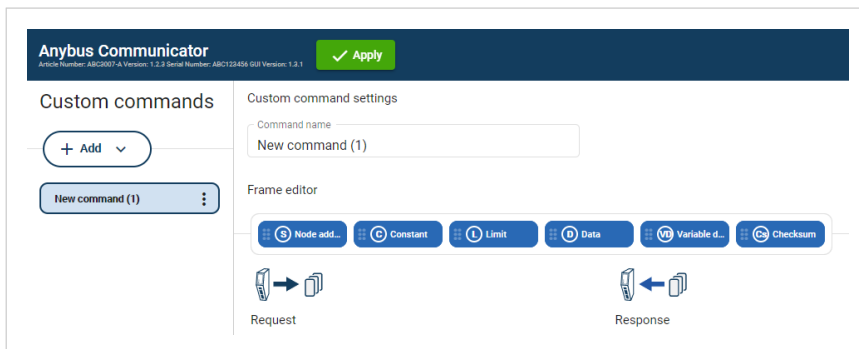 Anybus Communicator
Article Number: ABC3007-A Version: 1.2.3 Serial Number: ABC123456 GUI Version: 1.3.1
Apply
Custom commands
Add
New command (1)
Custom command settings
Command name
New command (1)
Frame editor
S Node add...
C Constant
L Limit
D Data
VD Variable d...
Cs Checksum
Request
Response